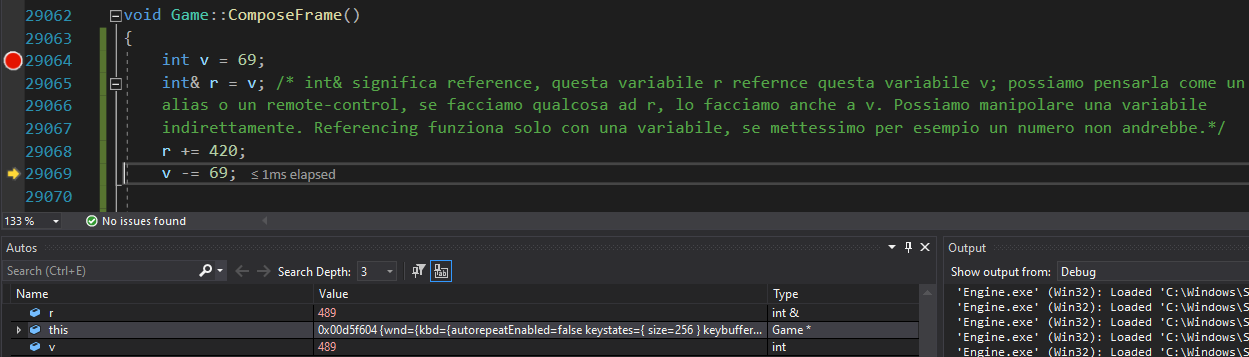 29062 void Game::ComposeFrame()
29063 {
29064 int v = 69;
29065 int& r = v; /* int& significa reference, questa variabile r refernce questa variabile v; possiamo pensarla come un
29066 alias o un remote-control, se facciamo qualcosa ad r, lo facciamo anche a v. Possiamo manipolare una variabile
29067 indirettamente. Referencing funziona solo con una variabile, se mettessimo per esempio un numero non andrebbe.*/
29068 r += 420;
29069 v -= 69; ≤ 1ms elapsed
29070
133 % No issues found
Autos Output
Search (Ctrl+E) Search Depth: 3 Show output from: Debug
Name Value Type
'Engine.exe' (Win32): Loaded 'C:\Windows\S
r 489 int &
'Engine.exe' (Win32): Loaded 'C:\Windows\S
this 0x00d5f604 {wnd={kbd={autorepeatEnabled=false keystates={ size=256 } keybuffer... Game *
'Engine.exe' (Win32): Loaded 'C:\Windows\S
v 489 int
'Engine.exe' (Win32): Loaded 'C:\Windows\S